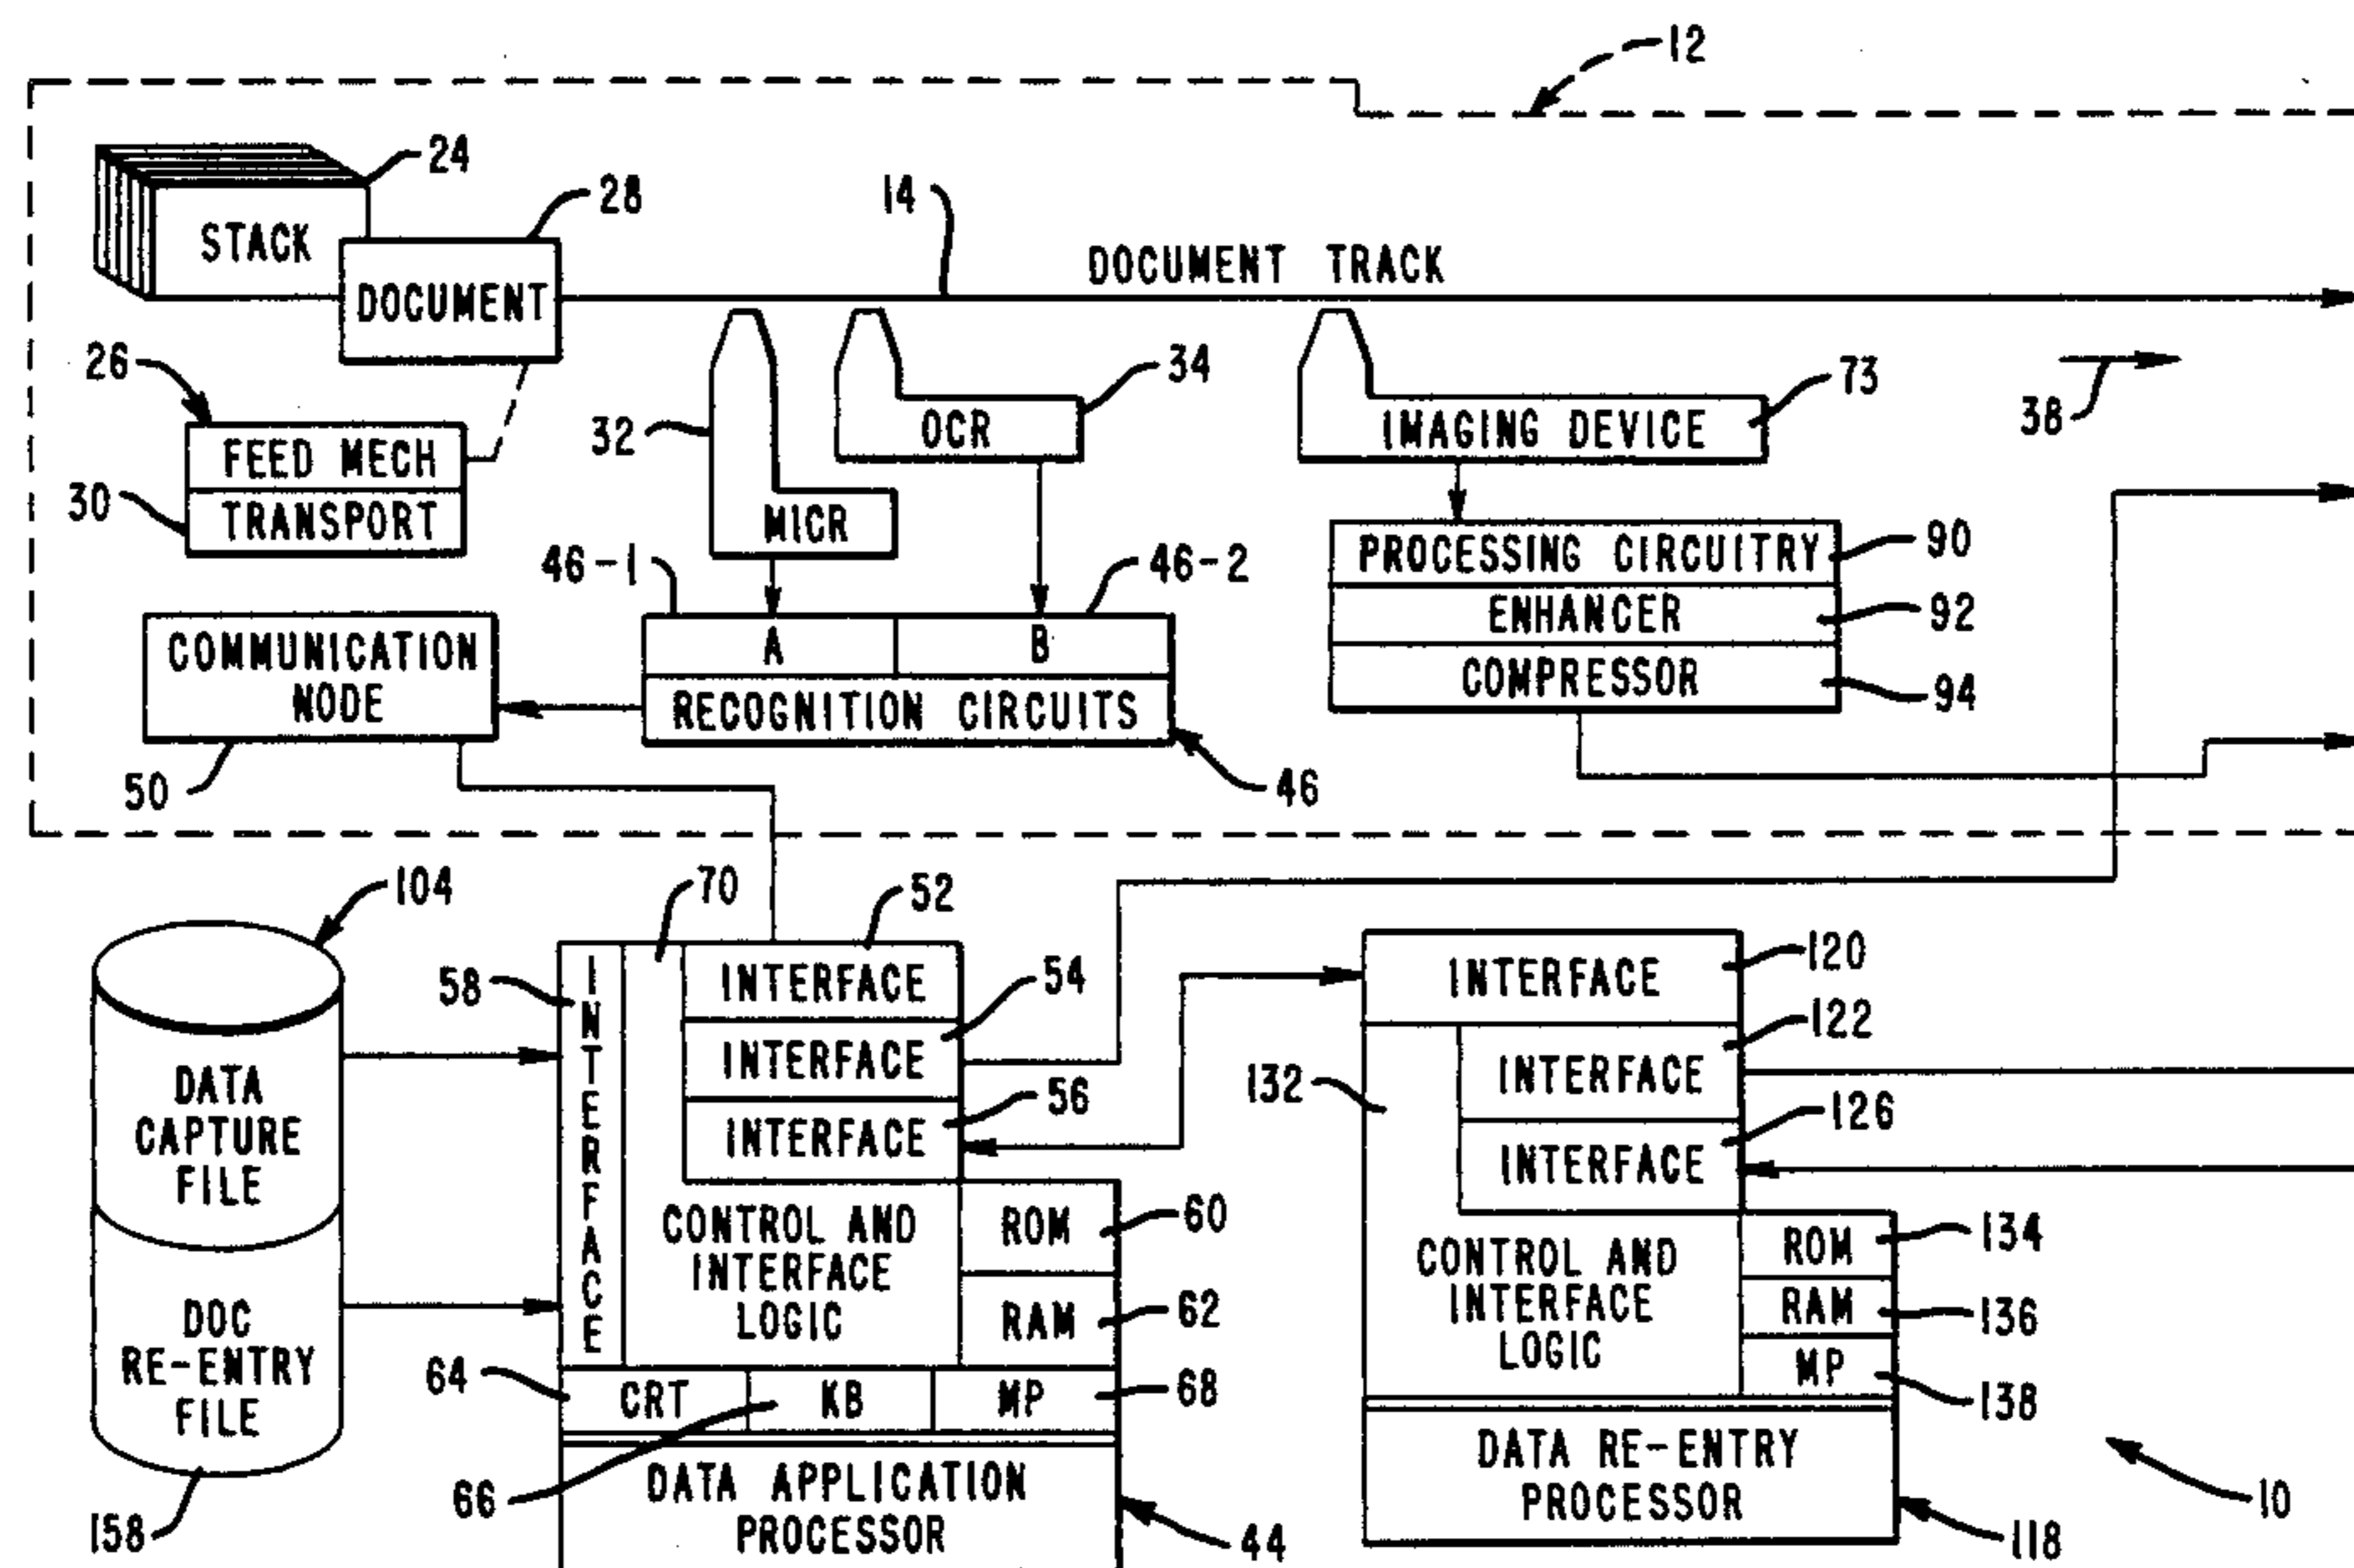 12
24
28
14
STACK
DOCUMENT TRACK
DOCUMENT
26
34
73
38
32
OCR
IMAGING DEVICE
FEED MECH
30
TRANSPORT
MICR
46-1
46-2
PROCESSING CIRCUITRY
90
A
B
ENHANCER
92
COMMUNICATION
NODE
COMPRESSOR
94
RECOGNITION CIRCUITS
50
46
104
70
52
58
INTERFACE
INTERFACE
54
INTERFACE
56
INTERFACE
INTERFACE
120
122
132
INTERFACE
126
INTERFACE
DATA
CAPTURE
FILE
CONTROL AND
INTERFACE
LOGIC
ROM
60
RAM
62
CONTROL AND
INTERFACE
LOGIC
ROM
134
RAM
136
MP
138
DOC
RE-ENTRY
FILE
64
CRT
KB
MP
68
66
158
DATA APPLICATION
PROCESSOR
44
DATA RE-ENTRY
PROCESSOR
118
10